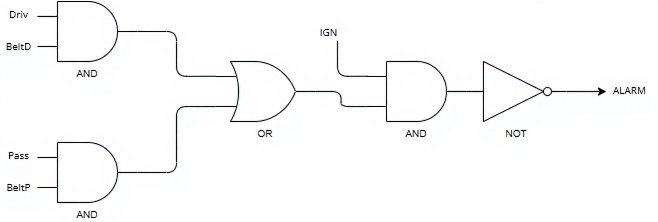 Driv
BeltD
AND
IGN
OR
AND
NOT
ALARM
Pass
BeltP
AND